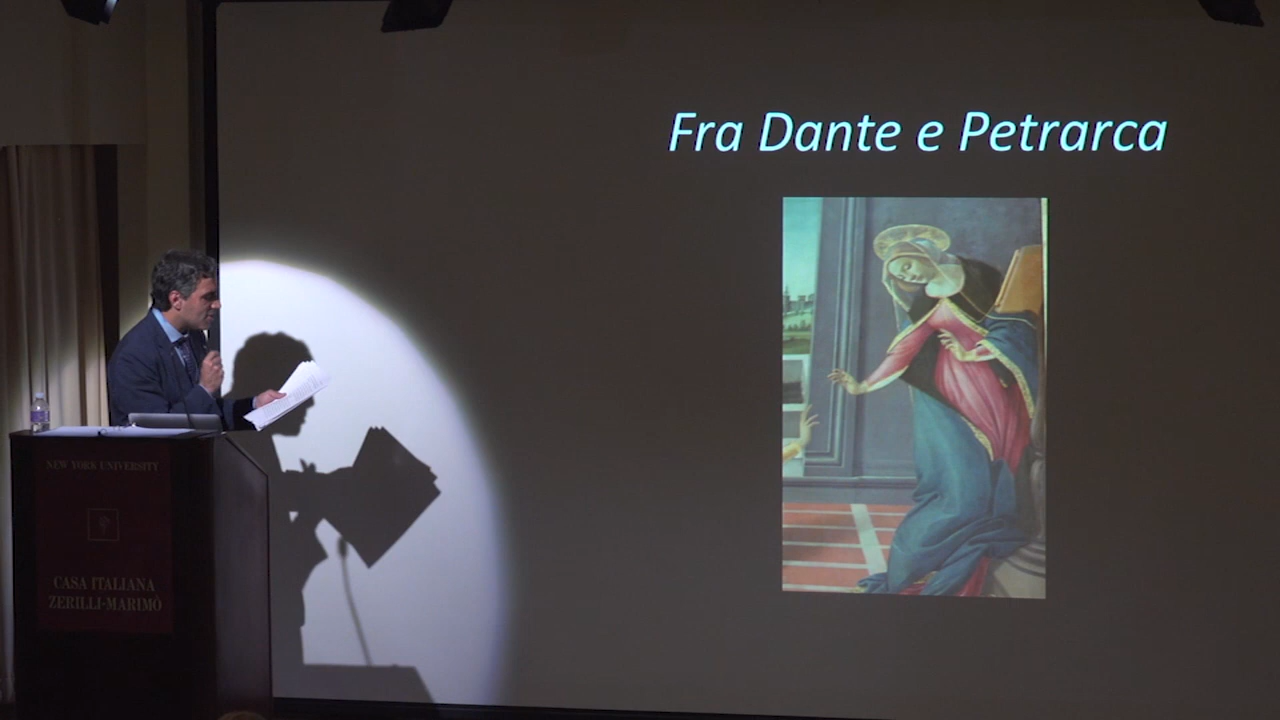 Fra Dante e Petrarca
NEW YORK UNIVERSITY
CASA ITALIANA
ZERILLI-MARIMÒ